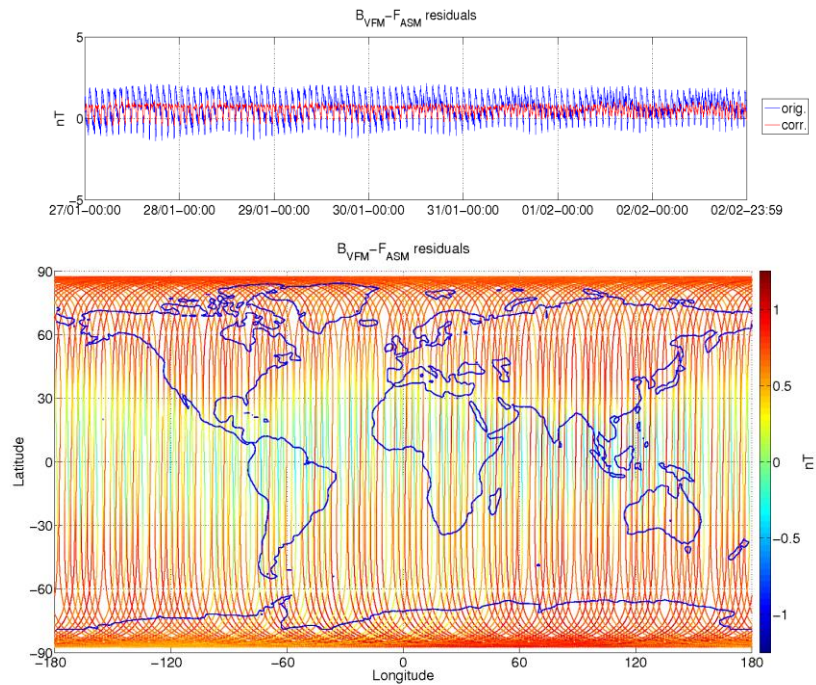 B_VFM−F_ASM residuals
5
0
−5
nT
orig.
corr.
27/01−00:00 28/01−00:00 29/01−00:00 30/01−00:00 31/01−00:00 01/02−00:00 02/02−00:00 02/02−23:59
B_VFM−F_ASM residuals
90
60
30
0
−30
−60
−90
Latitude
−180 −120 −60 0 60 120 180
Longitude
1
0.5
0
−0.5
−1
nT